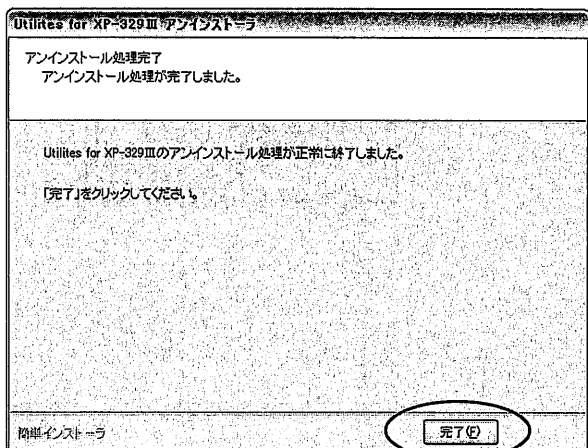 Utilites for XP-329Ⅲ アンインストーラ
アンインストール処理完了
アンインストール処理が完了しました。
Utilites for XP-329Ⅲのアンインストール処理が正常に終了しました。
「完了」をクリックしてください。
簡単インストーラ
完了(F)